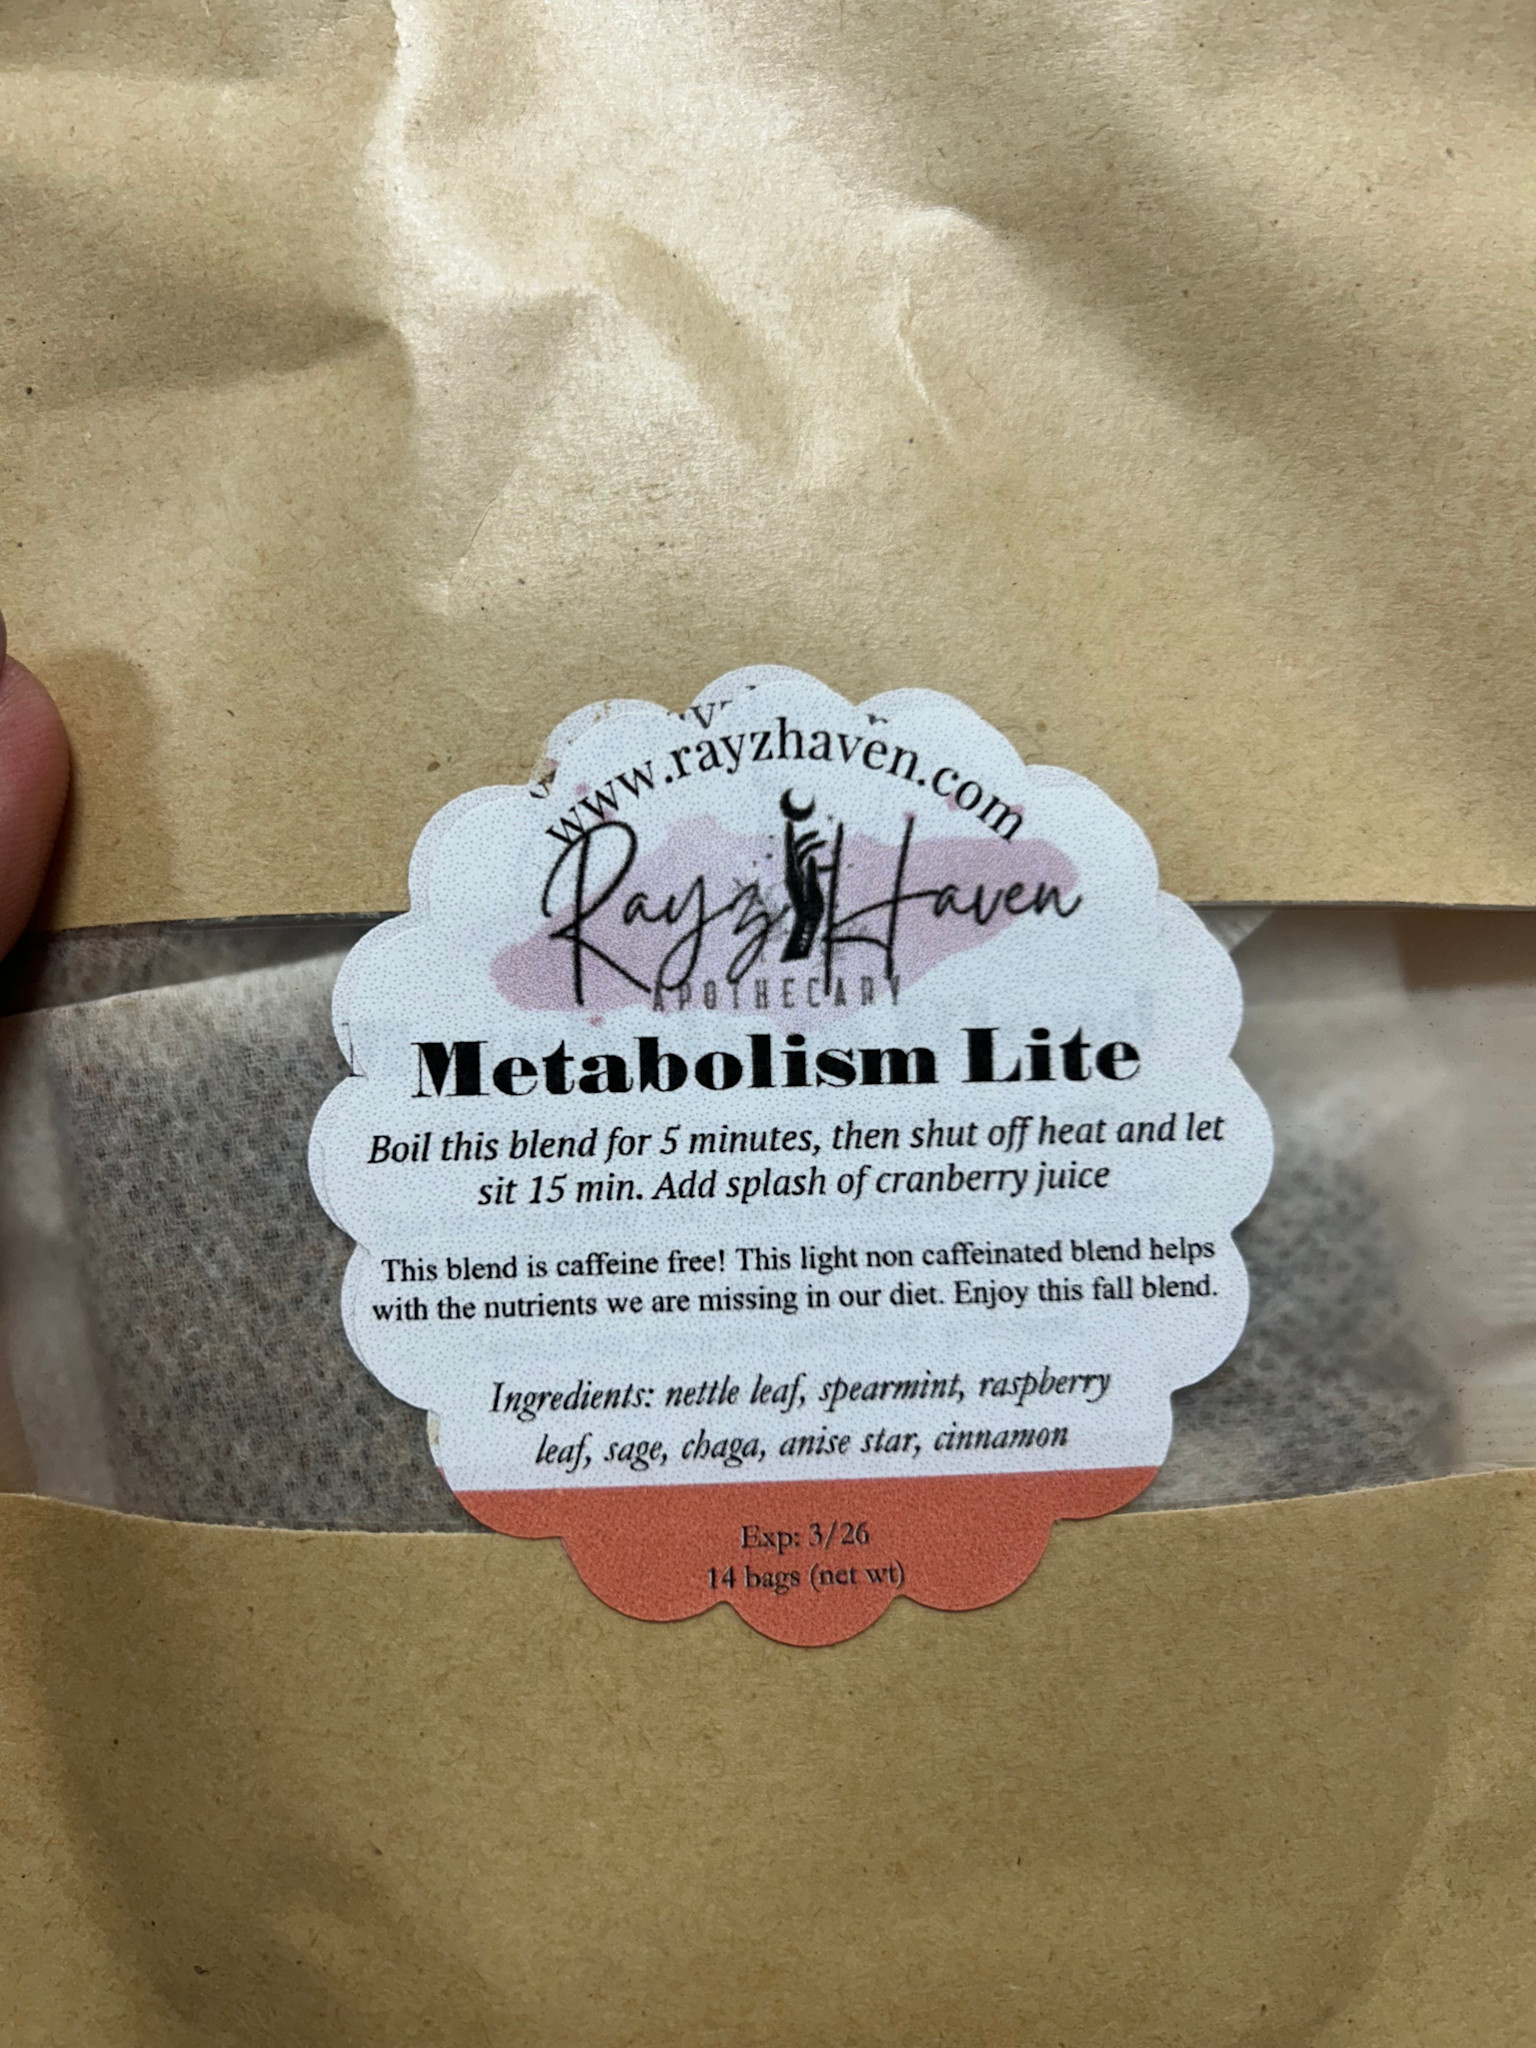 www.rayzhaven.com
Rayz Haven
APOTHECARY
Metabolism Lite
Boil this blend for 5 minutes, then shut off heat and let
sit 15 min. Add splash of cranberry juice
This blend is caffeine free! This light non caffeinated blend helps
with the nutrients we are missing in our diet. Enjoy this fall blend.
Ingredients: nettle leaf, spearmint, raspberry
leaf, sage, chaga, anise star, cinnamon
Exp: 3/26
14 bags (net wt)